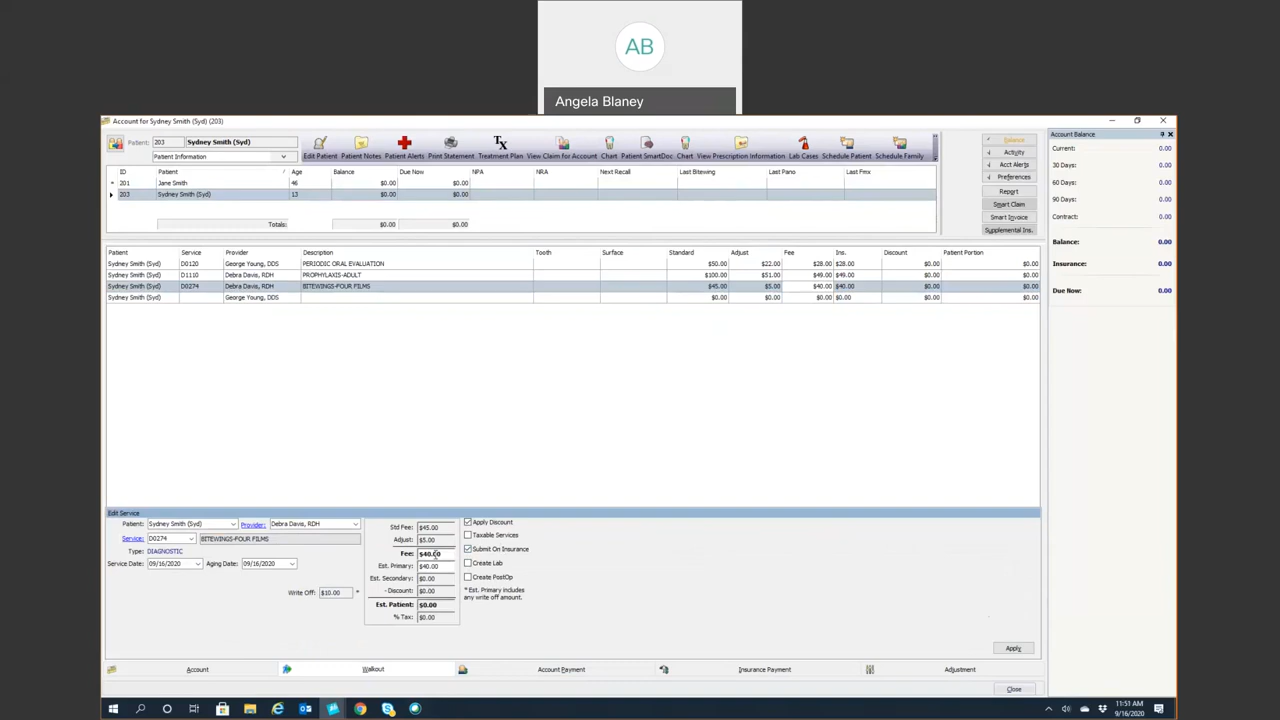 AB
Angela Blaney
Account for Sydney Smith (Syd) (203)
Patient: 203 Sydney Smith (Syd)
Patient Information
Edit Patient Patient Notes Patient Alerts Print Statement Treatment Plan View Claim for Account Chart Patient SmartDoc Chart View Prescription Information Lab Cases Schedule Patient Schedule Family
ID Patient Age Balance Due Now NPA NRA Next Recall Last Bitewing Last Pano Last Fmx
201 Jane Smith 46 $0.00 $0.00
203 Sydney Smith (Syd) 13 $0.00 $0.00
Totals: $0.00 $0.00
Balance
Activity
Acct Alerts
Preferences
Report
Smart Claim
Smart Invoice
Supplemental Ins.
Account Balance
Current: 0.00
30 Days: 0.00
60 Days: 0.00
90 Days: 0.00
Contract: 0.00
Balance: 0.00
Insurance: 0.00
Due Now: 0.00
Patient Service Provider Description Tooth Surface Standard Adjust Fee Ins. Discount Patient Portion
Sydney Smith (Syd) D0120 George Young, DDS PERIODIC ORAL EVALUATION $50.00 $22.00 $28.00 $28.00 $0.00 $0.00
Sydney Smith (Syd) D1110 Debra Davis, RDH PROPHYLAXIS-ADULT $100.00 $51.00 $49.00 $49.00 $0.00 $0.00
Sydney Smith (Syd) D0274 Debra Davis, RDH BITEWINGS-FOUR FILMS $45.00 $5.00 $40.00 $40.00 $0.00 $0.00
Sydney Smith (Syd) George Young, DDS $0.00 $0.00 $0.00 $0.00 $0.00 $0.00
Edit Service
Patient: Sydney Smith (Syd) Provider: Debra Davis, RDH
Service: D0274 BITEWINGS-FOUR FILMS
Type: DIAGNOSTIC
Service Date: 09/16/2020 Aging Date: 09/16/2020
Write Off: $10.00 *
Std Fee: $45.00
Adjust: $5.00
Fee: $40.00
Est. Primary: $40.00
Est. Secondary: $0.00
- Discount: $0.00
Est. Patient: $0.00
% Tax: $0.00
Apply Discount
Taxable Services
Submit On Insurance
Create Lab
Create PostOp
* Est. Primary includes
any write off amount.
Apply
Account Walkout Account Payment Insurance Payment Adjustment
Close
11:51 AM
9/16/2020